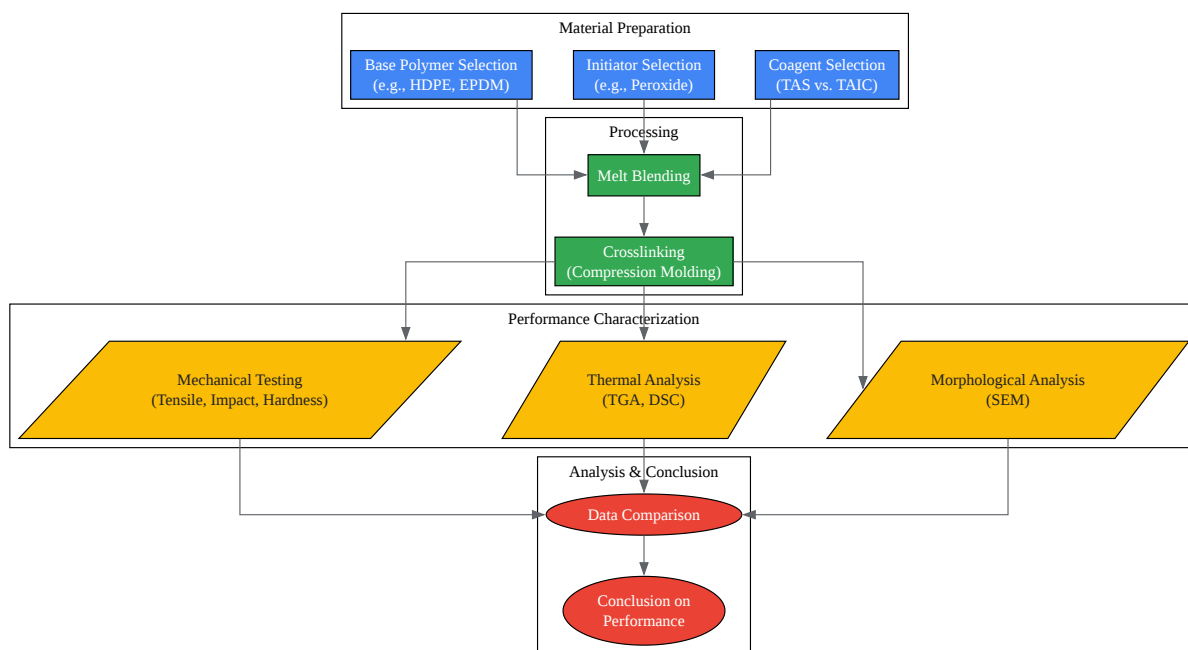 Material Preparation
Base Polymer Selection
(e.g., HDPE, EPDM)
Initiator Selection
(e.g., Peroxide)
Coagent Selection
(TAS vs. TAIC)
Processing
Melt Blending
Crosslinking
(Compression Molding)
Performance Characterization
Mechanical Testing
(Tensile, Impact, Hardness)
Thermal Analysis
(TGA, DSC)
Morphological Analysis
(SEM)
Analysis & Conclusion
Data Comparison
Conclusion on
Performance